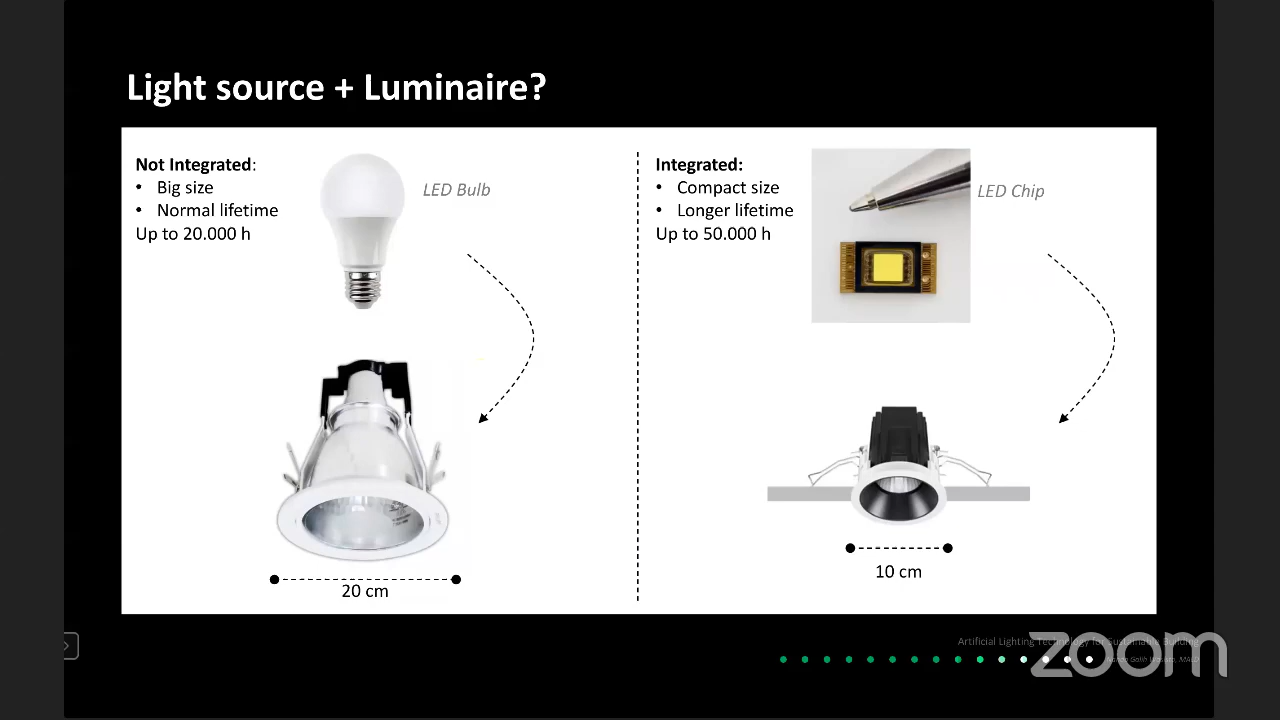 Light source + Luminaire?
Not Integrated:
• Big size
• Normal lifetime
Up to 20.000 h
LED Bulb
20 cm
Integrated:
• Compact size
• Longer lifetime
Up to 50.000 h
LED Chip
10 cm
Artificial Lighting Technology for Sustainable Building
zoom